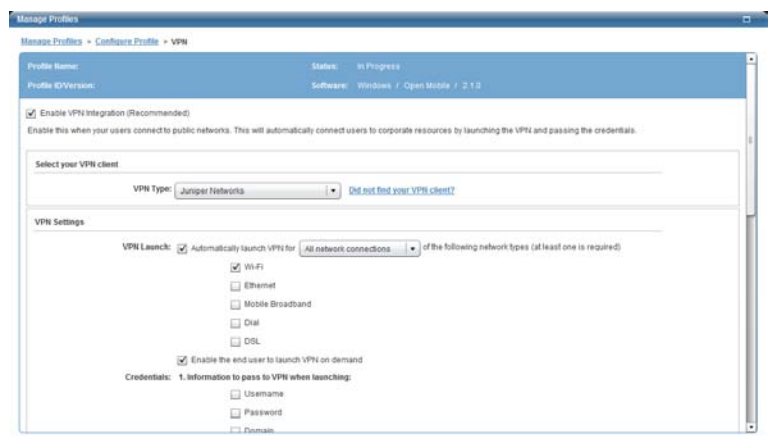 Manage Profiles
Manage Profiles > Configure Profile > VPN
Profile Name: Status: In Progress
Profile ID/Version: Software: Windows / Open Mobile / 2.1.0
Enable VPN Integration (Recommended)
Enable this when your users connect to public networks. This will automatically connect users to corporate resources by launching the VPN and passing the credentials.
Select your VPN client
VPN Type: Juniper Networks Did not find your VPN client?
VPN Settings
VPN Launch: Automatically launch VPN for All network connections of the following network types (at least one is required)
Wi-Fi
Ethernet
Mobile Broadband
Dial
DSL
Enable the end user to launch VPN on demand
Credentials: 1. Information to pass to VPN when launching:
Username
Password
Domain